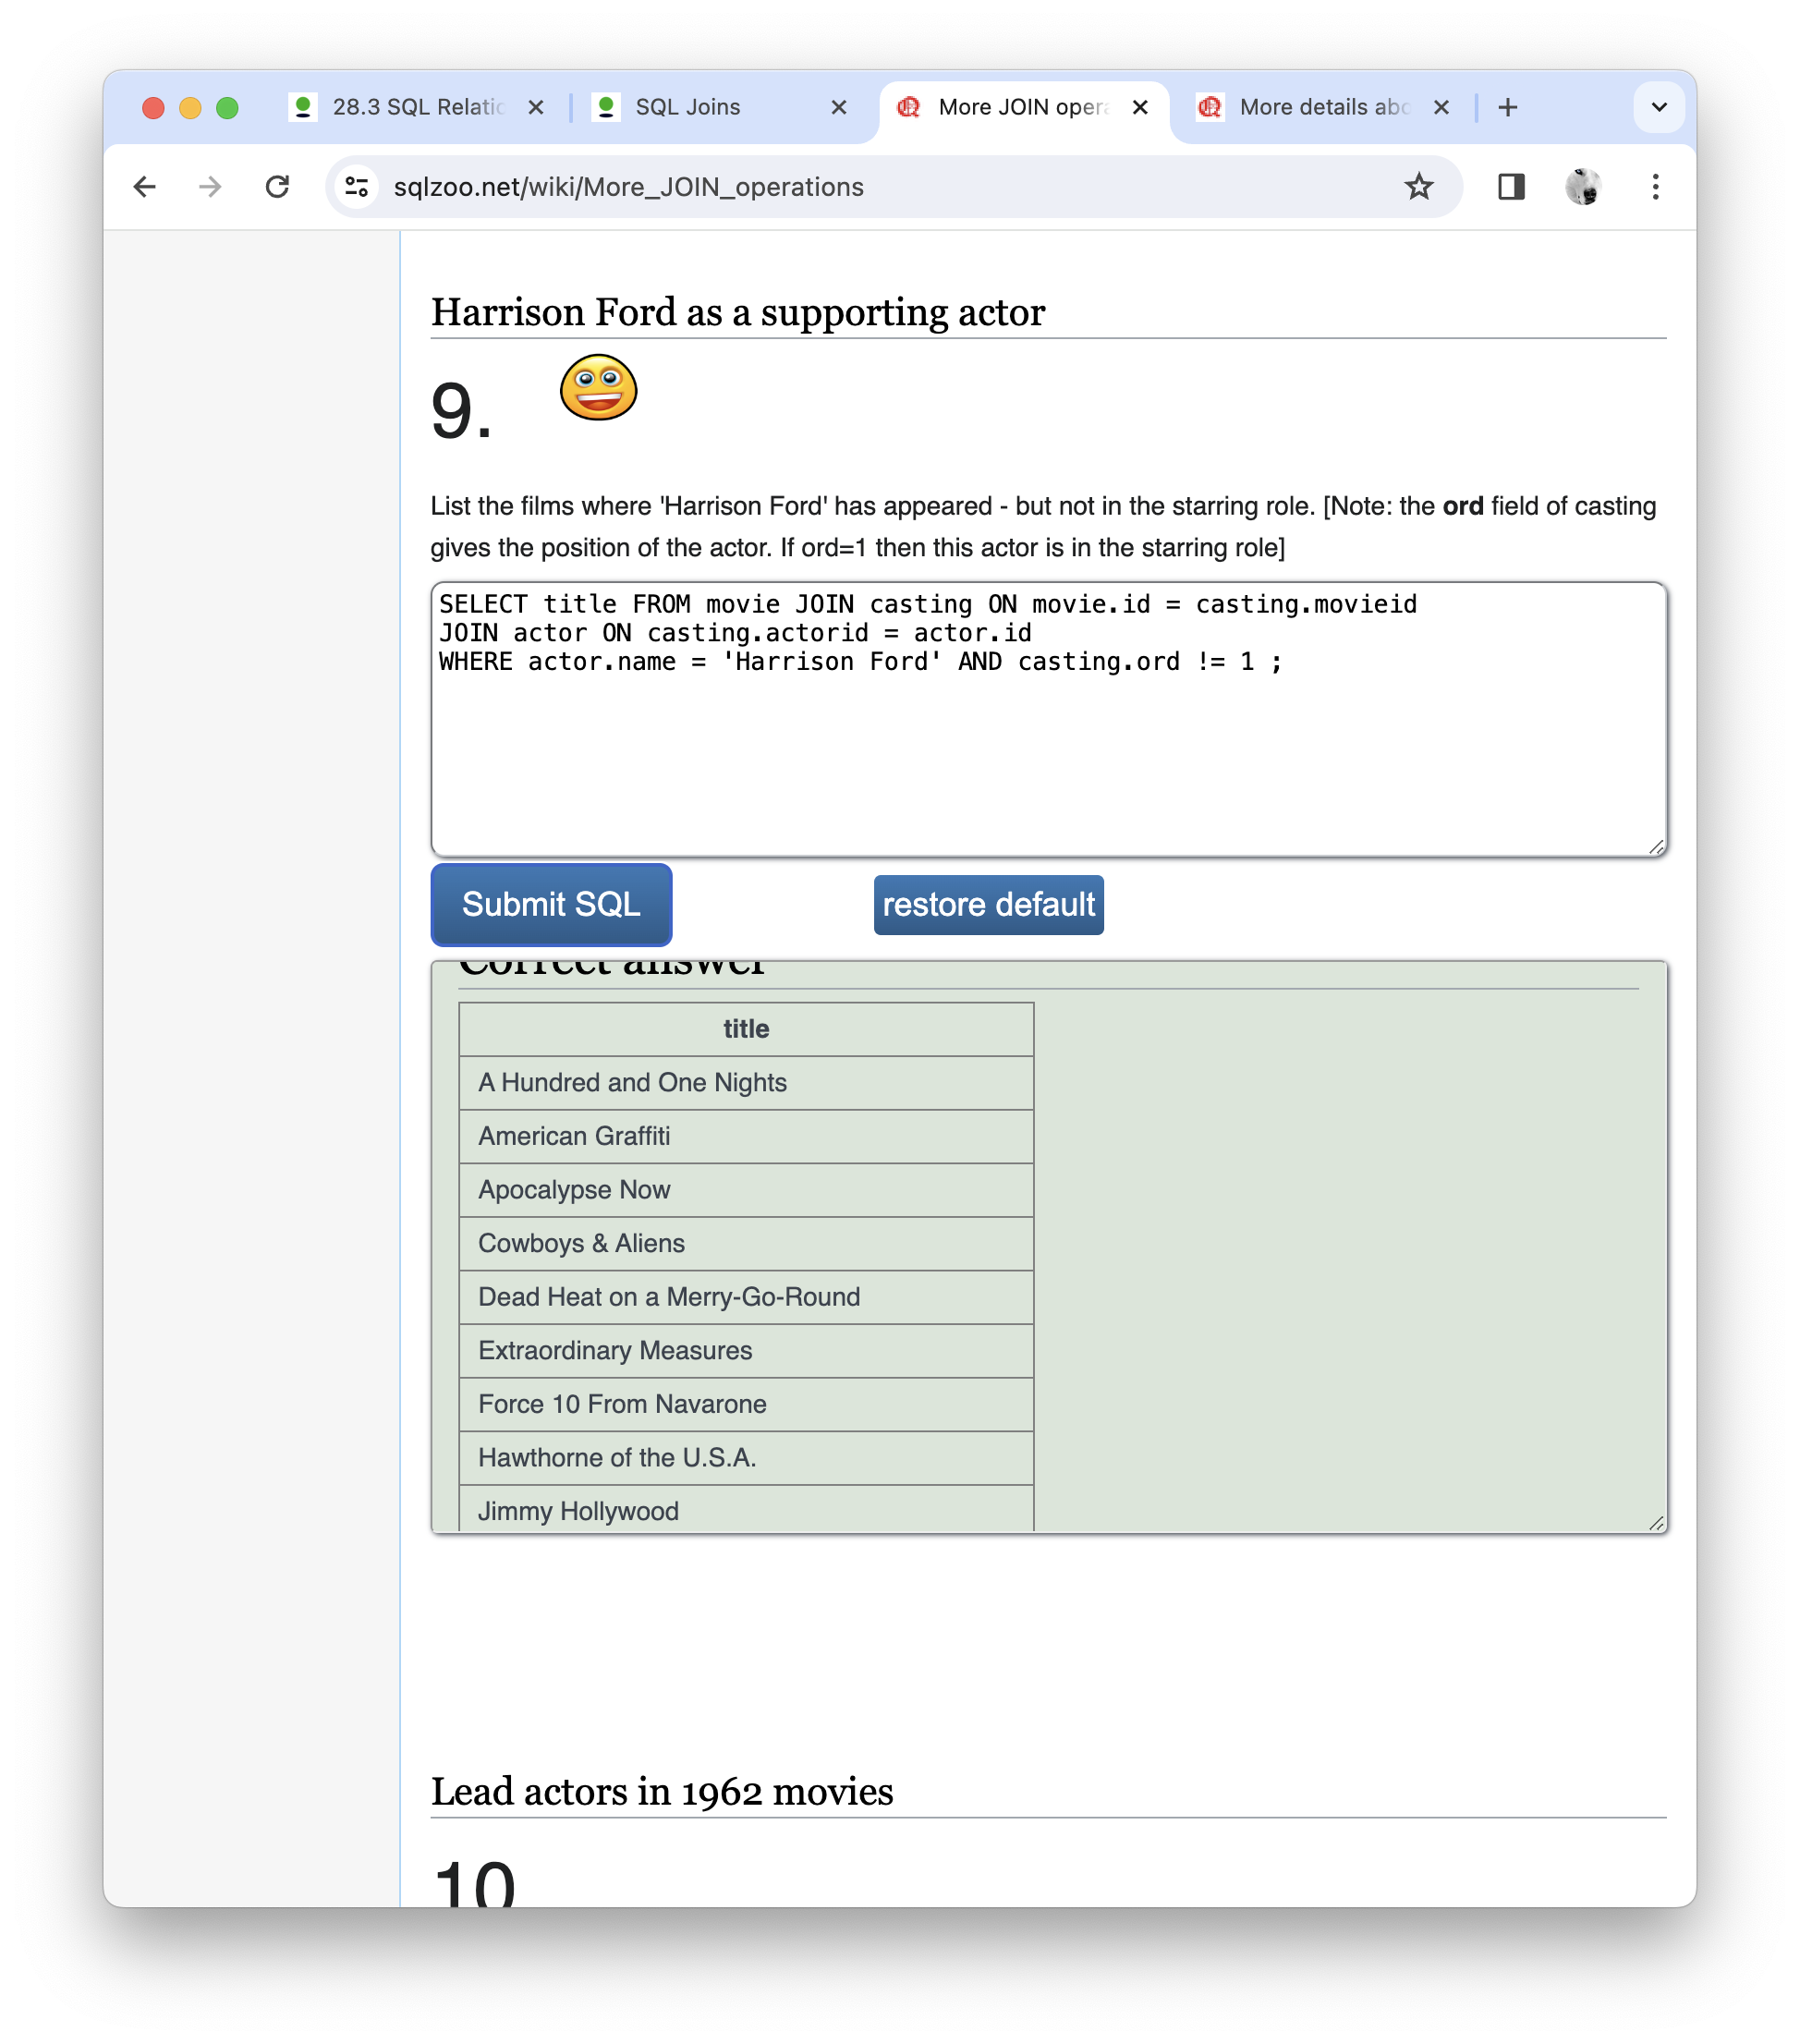 28.3 SQL Relatio
SQL Joins
More JOIN opera
More details abo
sqlzoo.net/wiki/More_JOIN_operations
Harrison Ford as a supporting actor
9.
List the films where 'Harrison Ford' has appeared - but not in the starring role. [Note: the ord field of casting
gives the position of the actor. If ord=1 then this actor is in the starring role]
SELECT title FROM movie JOIN casting ON movie.id = casting.movieid
JOIN actor ON casting.actorid = actor.id
WHERE actor.name = 'Harrison Ford' AND casting.ord != 1 ;
Submit SQL
restore default
Correct answer
title
A Hundred and One Nights
American Graffiti
Apocalypse Now
Cowboys & Aliens
Dead Heat on a Merry-Go-Round
Extraordinary Measures
Force 10 From Navarone
Hawthorne of the U.S.A.
Jimmy Hollywood
Lead actors in 1962 movies
10